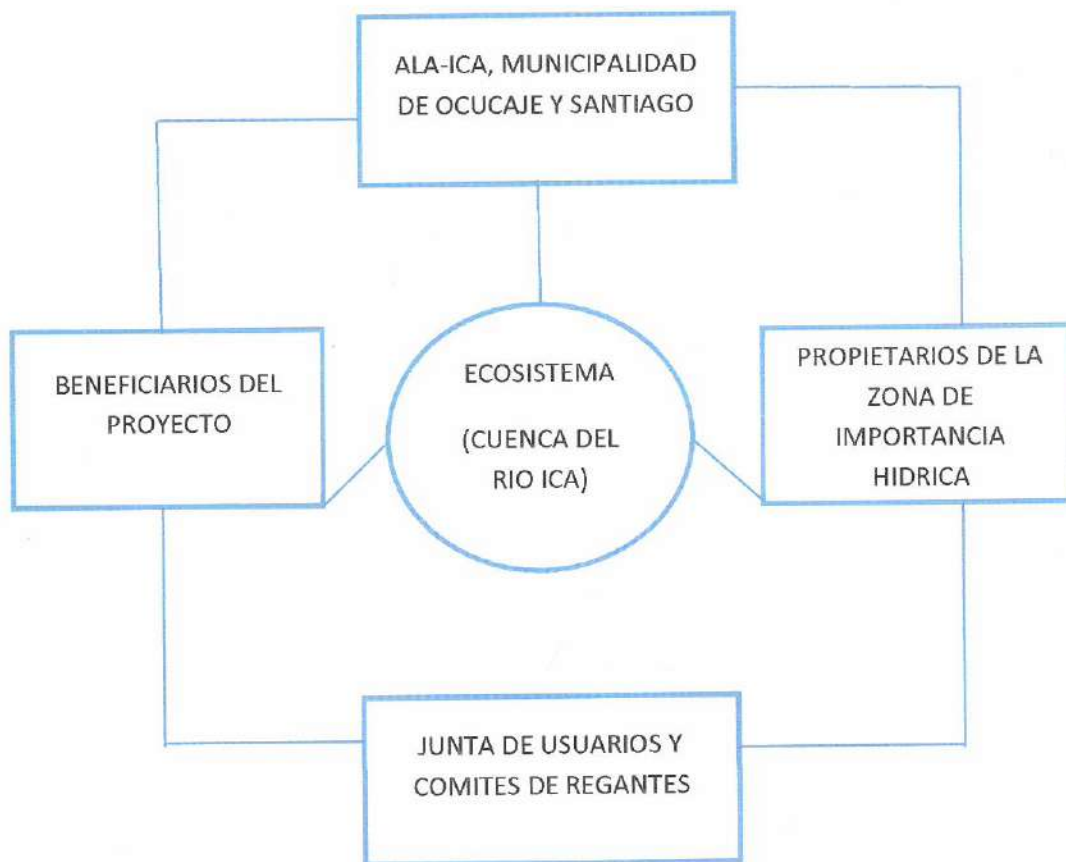 ALA-ICA, MUNICIPALIDAD
DE OCUCAJE Y SANTIAGO
BENEFICIARIOS DEL
PROYECTO
ECOSISTEMA
(CUENCA DEL
RIO ICA)
PROPIETARIOS DE LA
ZONA DE
IMPORTANCIA
HIDRICA
JUNTA DE USUARIOS Y
COMITES DE REGANTES